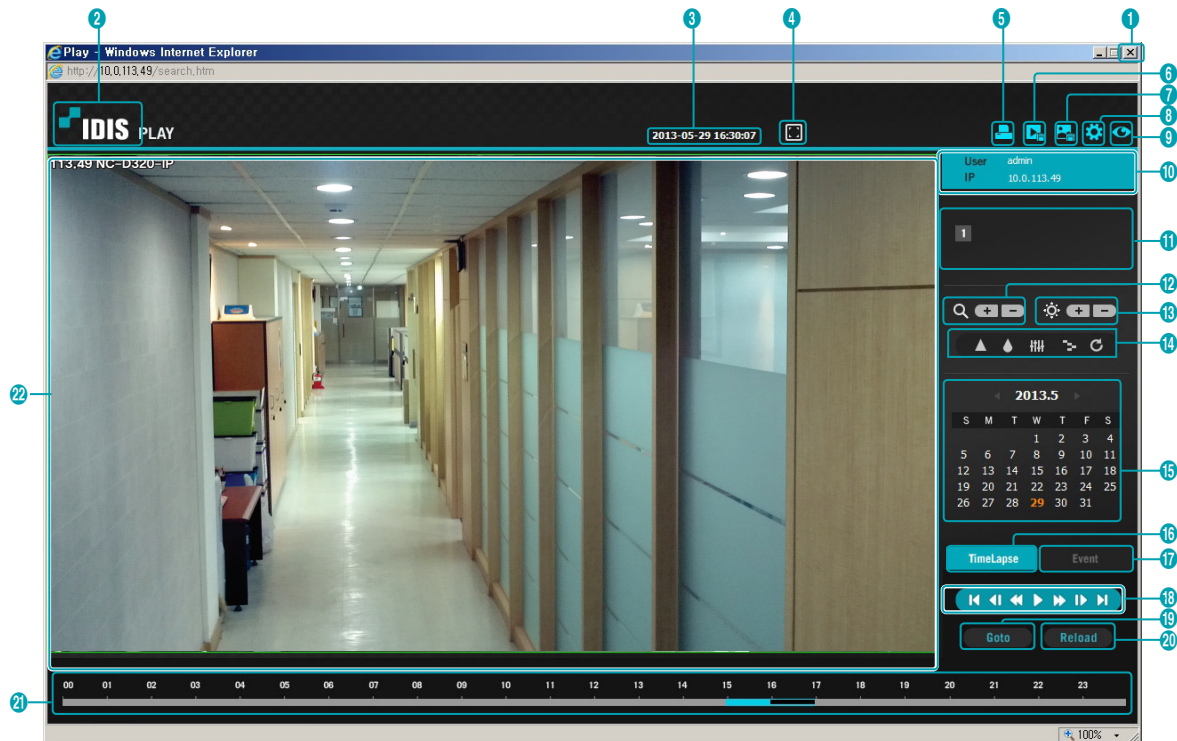 2
3
4
5
1
Play - Windows Internet Explorer
http://10,0,113,49/search,htm
6
7
8
9
IDIS PLAY
2013-05-29 16:30:07
113,49 NC-D320-IP
User admin
IP 10.0.113.49
10
1
11
12
13
14
22
2013.5
S M T W T F S
1 2 3 4
5 6 7 8 9 10 11
12 13 14 15 16 17 18
19 20 21 22 23 24 25
26 27 28 29 30 31
15
16
TimeLapse Event
17
18
19
Goto Reload
20
00 01 02 03 04 05 06 07 08 09 10 11 12 13 14 15 16 17 18 19 20 21 22 23
21
100%